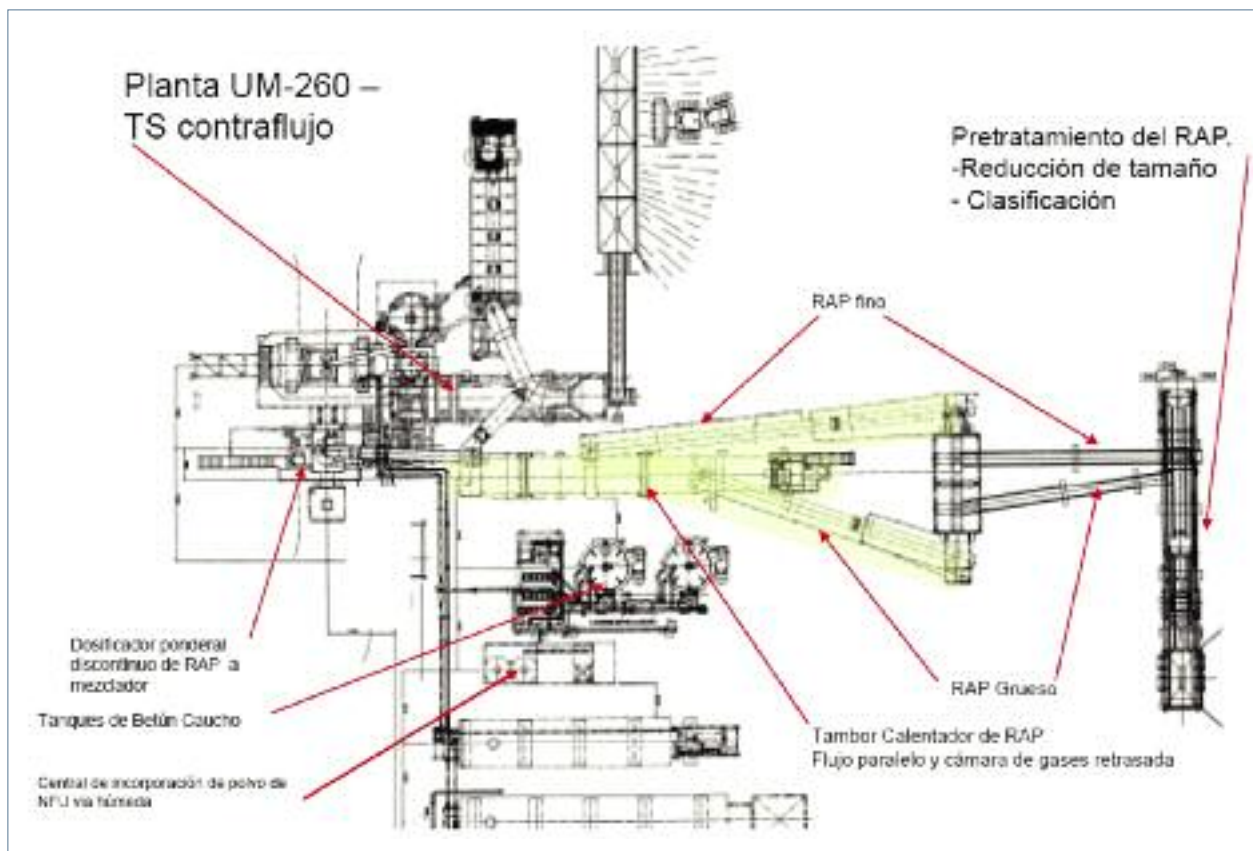 Planta UM-260 –
TS contraflujo
Pretratamiento del RAP.
-Reducción de tamaño
- Clasificación
RAP fino
Dosificador ponderal
discontinuo de RAP a
mezclador
Tanques de Betún Caucho
Central de incorporación de polvo de
NFU via húmeda
RAP Grueso
Tambor Calentador de RAP
Flujo paralelo y cámara de gases retrasada